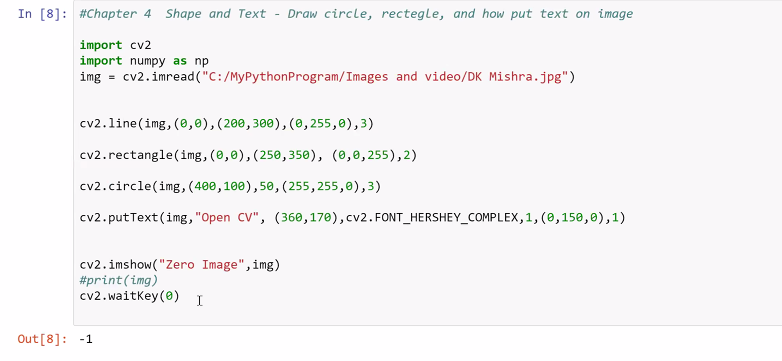 In [8]: #Chapter 4  Shape and Text - Draw circle, rectegle, and how put text on image
import cv2
import numpy as np
img = cv2.imread("C:/MyPythonProgram/Images and video/DK Mishra.jpg")
cv2.line(img,(0,0),(200,300),(0,255,0),3)
cv2.rectangle(img,(0,0),(250,350), (0,0,255),2)
cv2.circle(img,(400,100),50,(255,255,0),3)
cv2.putText(img,"Open CV", (360,170),cv2.FONT_HERSHEY_COMPLEX,1,(0,150,0),1)
cv2.imshow("Zero Image",img)
#print(img)
cv2.waitKey(0)
Out[8]: -1